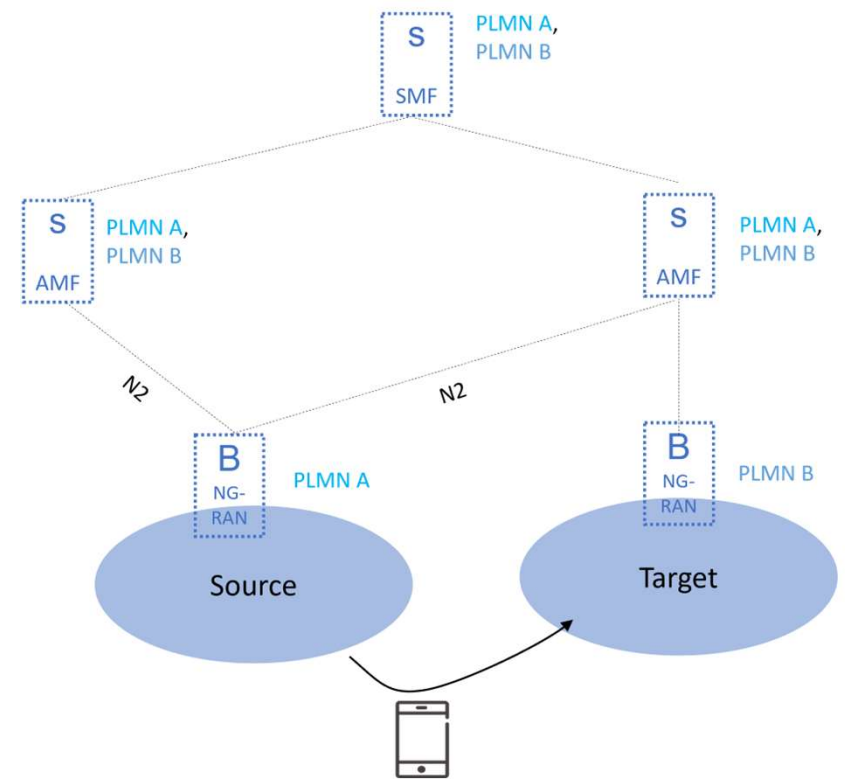 S
SMF
PLMN A,
PLMN B
S
AMF
PLMN A,
PLMN B
S
AMF
PLMN A,
PLMN B
N2
N2
B
NG-
RAN
PLMN A
B
NG-
RAN
PLMN B
Source
Target